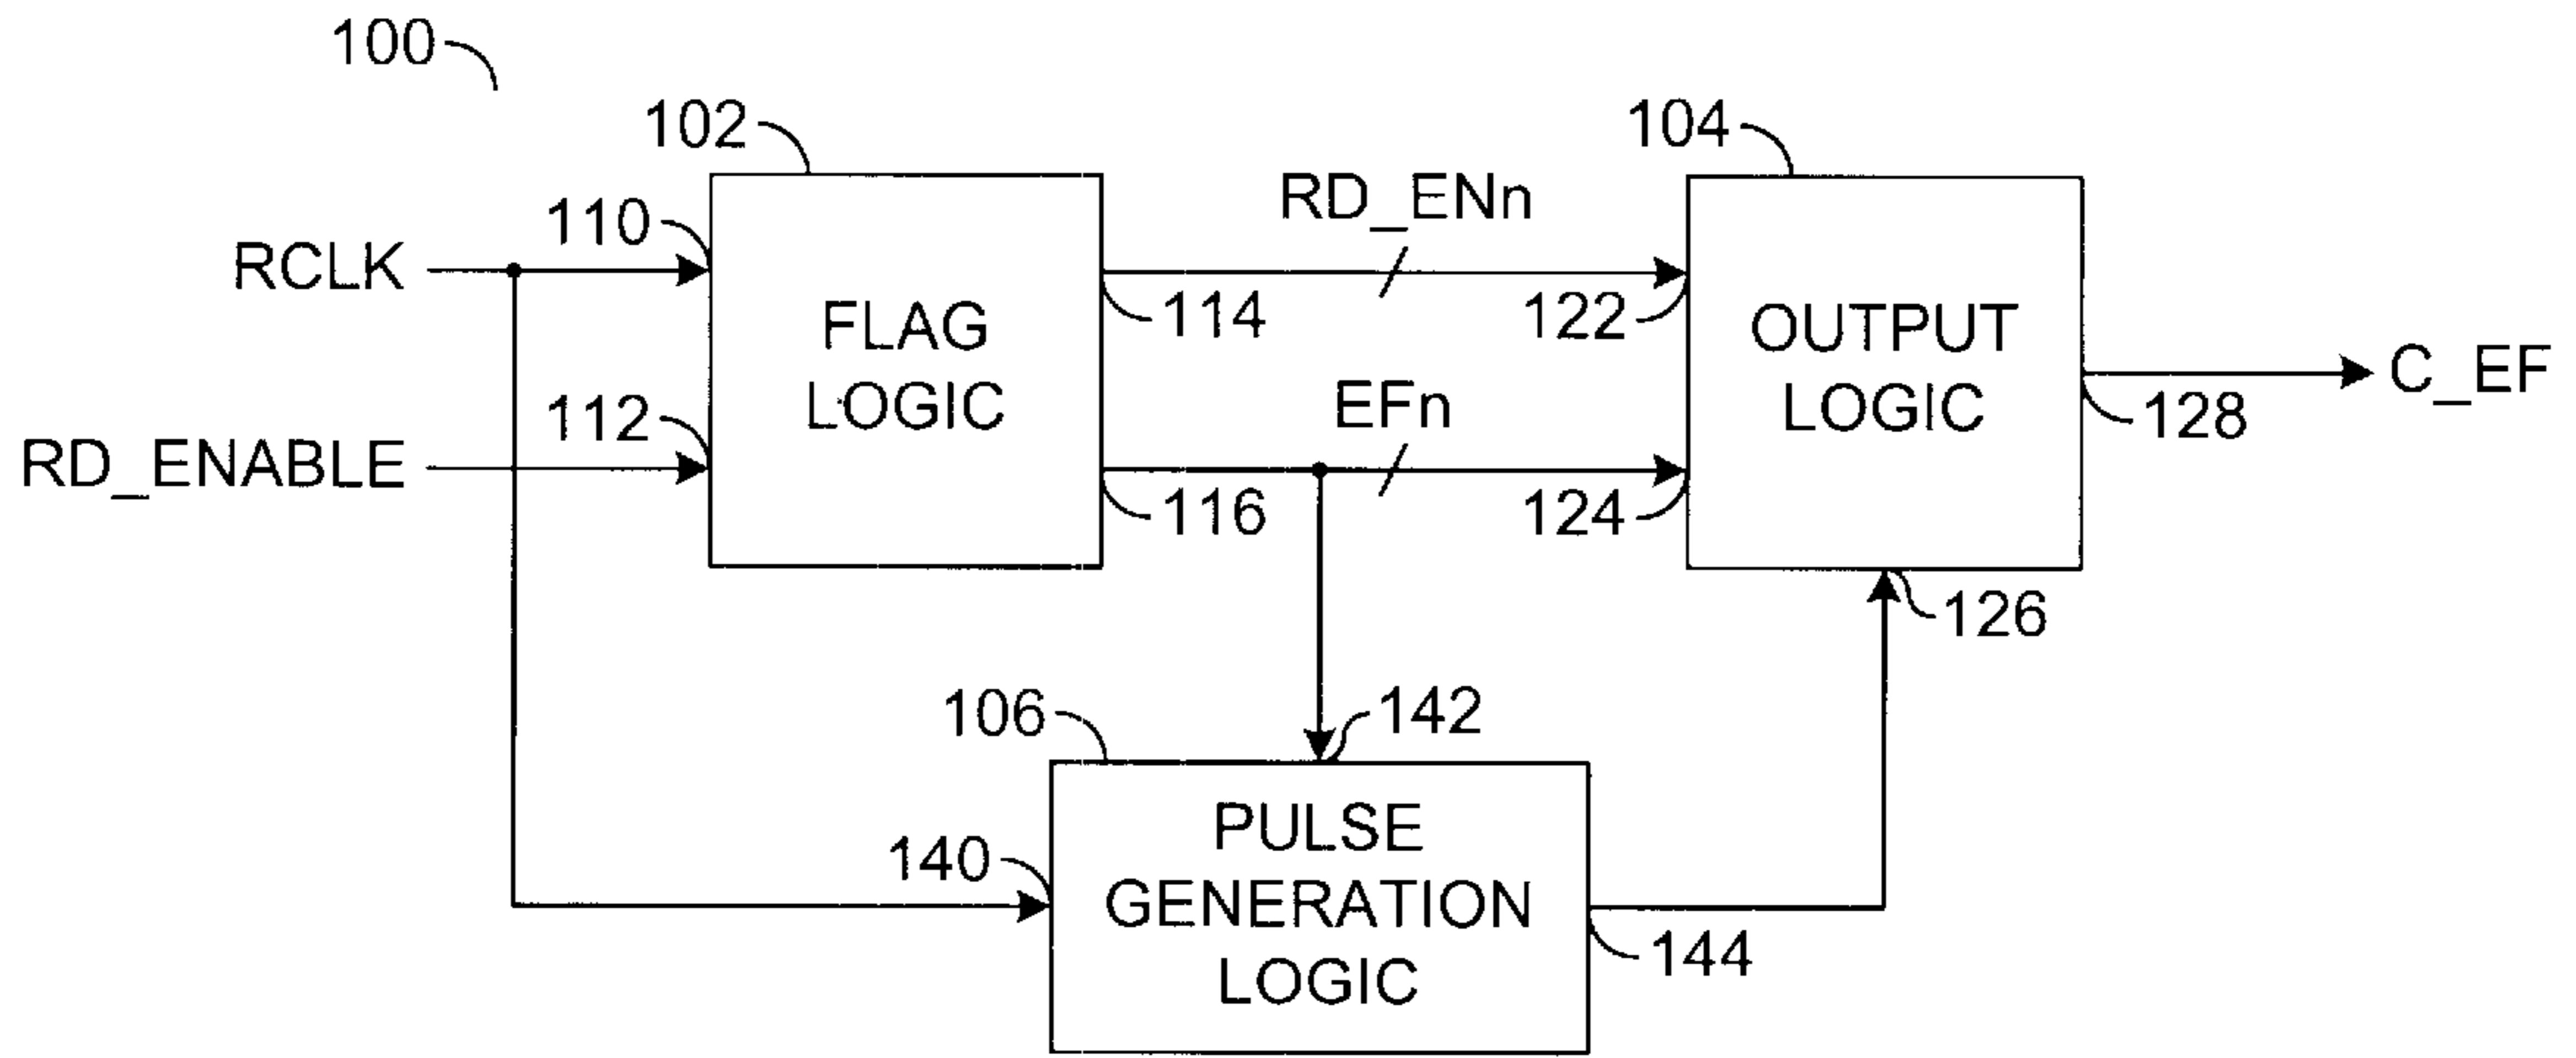 100
102
104
RD_ENn
110
RCLK
114
122
FLAG
LOGIC
OUTPUT
LOGIC
C_EF
128
112
EFn
RD_ENABLE
116
124
126
106
142
140
PULSE
GENERATION
LOGIC
144